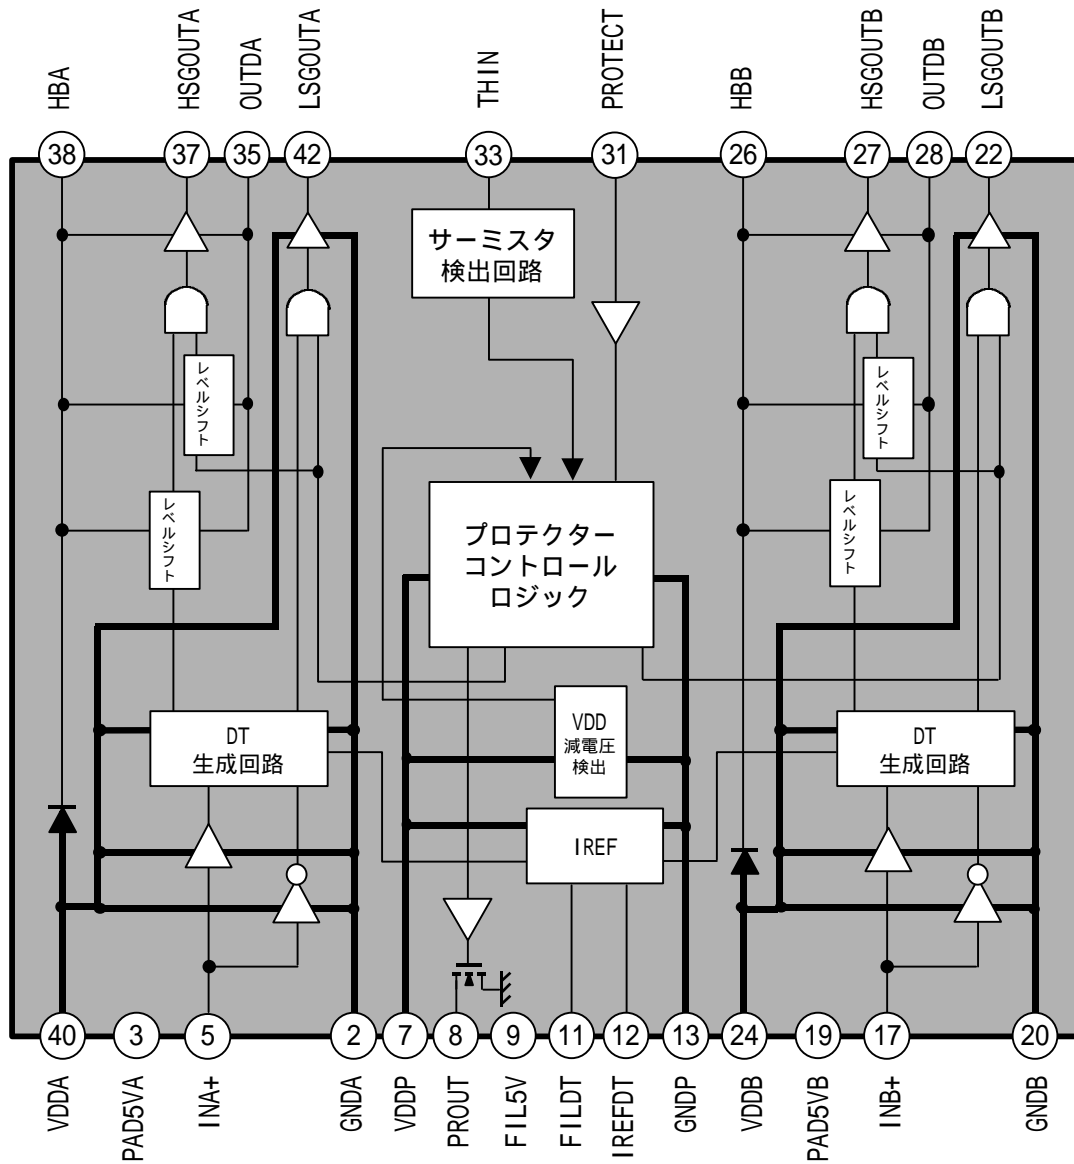 HBA
HSGOUTA
OUTDA
LSGOUTA
THIN
PROTECT
HBB
HSGOUTB
OUTDB
LSGOUTB
38
37
35
42
33
31
26
27
28
22
サーミスタ
検出回路
レベルシフト
レベルシフト
レベルシフト
レベルシフト
プロテクター
コントロール
ロジック
DT
生成回路
VDD
減電圧
検出
DT
生成回路
IREF
40
3
5
2
7
8
9
11
12
13
24
19
17
20
VDDA
PAD5VA
INA+
GNDA
VDDP
PROUT
FIL5V
FILDT
IREFDT
GNDP
VDDB
PAD5VB
INB+
GNDB